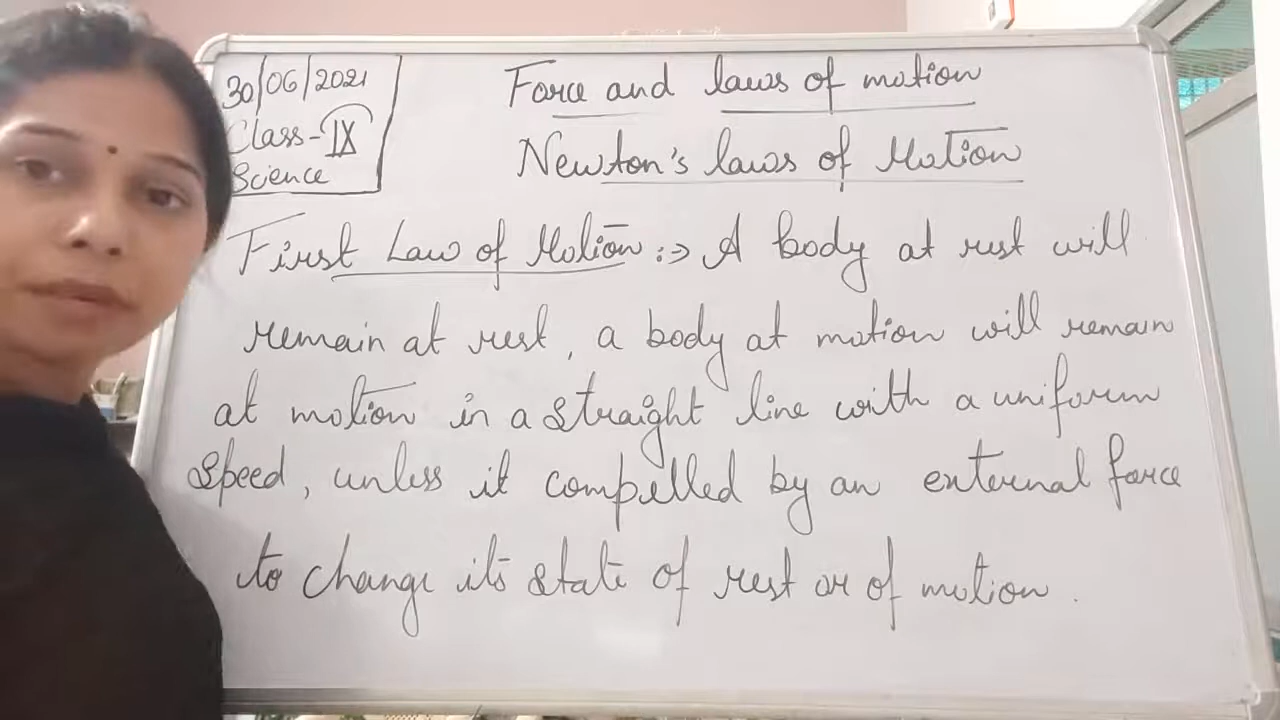 30/06/2021
Class-IX
Science
Force and laws of motion
Newton's laws of Motion
First Law of Motion :⇒ A body at rest will
remain at rest, a body at motion will remain
at motion in a straight line with a uniform
speed, unless it compelled by an external force
to change its state of rest or of motion.